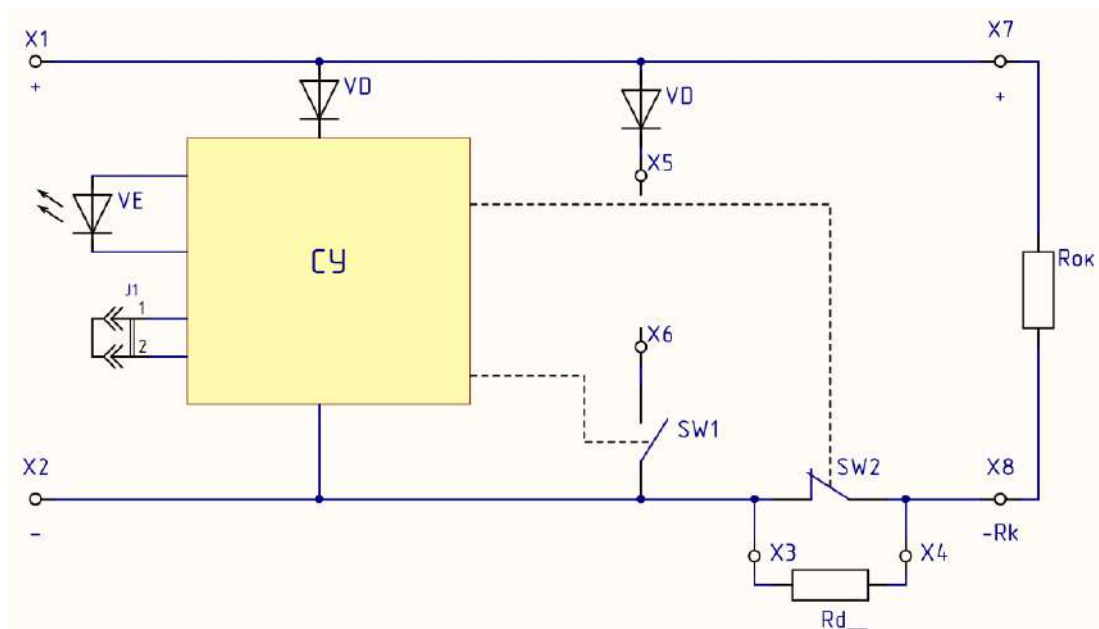 X1
X7
+
VD
VD
+
X5
VE
СУ
Rок
J1
1
X6
2
SW1
X2
SW2
X8
-
X3
X4
-Rk
Rd__